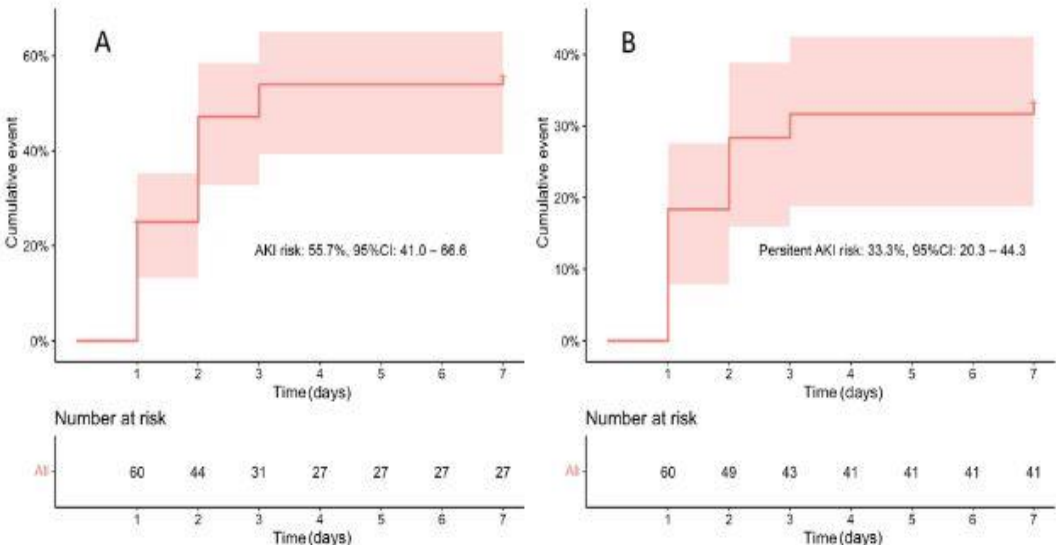 A
60%
40%
20%
0%
Cumulative event
AKI risk: 55.7%, 95%CI: 41.0 – 66.6
1 2 3 4 5 6 7
Time (days)
Number at risk
All
60 44 31 27 27 27 27
1 2 3 4 5 6 7
Time (days)
B
40%
30%
20%
10%
0%
Cumulative event
Persitent AKI risk: 33.3%, 95%CI: 20.3 – 44.3
1 2 3 4 5 6 7
Time (days)
Number at risk
All
60 49 43 41 41 41 41
1 2 3 4 5 6 7
Time (days)